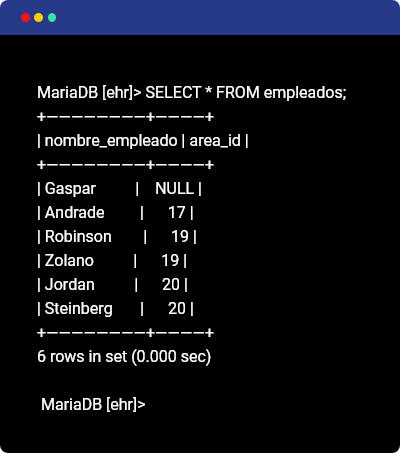 MariaDB [ehr]> SELECT * FROM empleados;
+————————+————+
| nombre_empleado | area_id |
+————————+————+
| Gaspar | NULL |
| Andrade | 17 |
| Robinson | 19 |
| Zolano | 19 |
| Jordan | 20 |
| Steinberg | 20 |
+————————+————+
6 rows in set (0.000 sec)
MariaDB [ehr]>